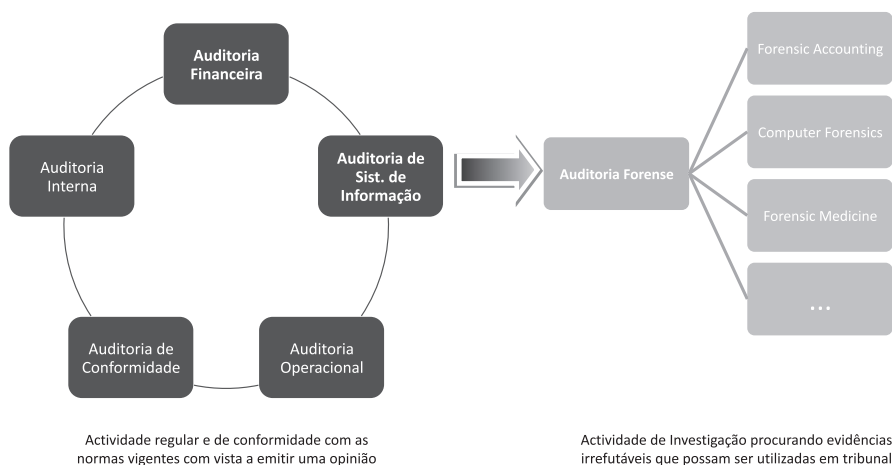 Auditoria
Financeira
Auditoria
Interna
Auditoria de
Sist. de
Informação
Auditoria de
Conformidade
Auditoria
Operacional
Auditoria Forense
Forensic Accounting
Computer Forensics
Forensic Medicine
...
Actividade regular e de conformidade com as
normas vigentes com vista a emitir uma opinião
Actividade de Investigação procurando evidências
irrefutáveis que possam ser utilizadas em tribunal